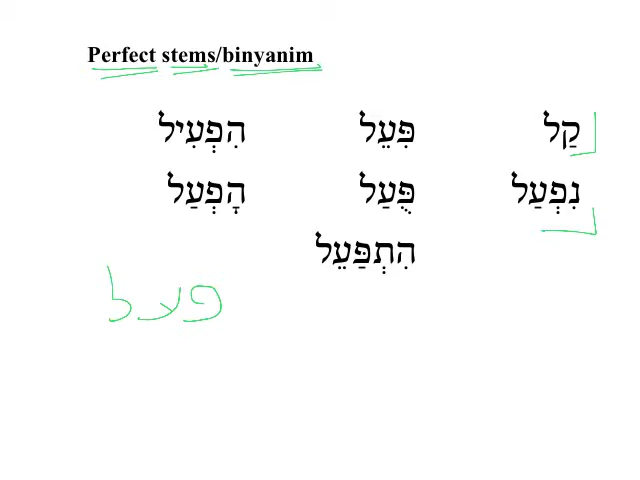 Perfect stems/binyanim
קַל פִּעֵל הִפְעִיל
נִפְעַל פֻּעַל הָפְעַל
הִתְפַּעֵל
פעל